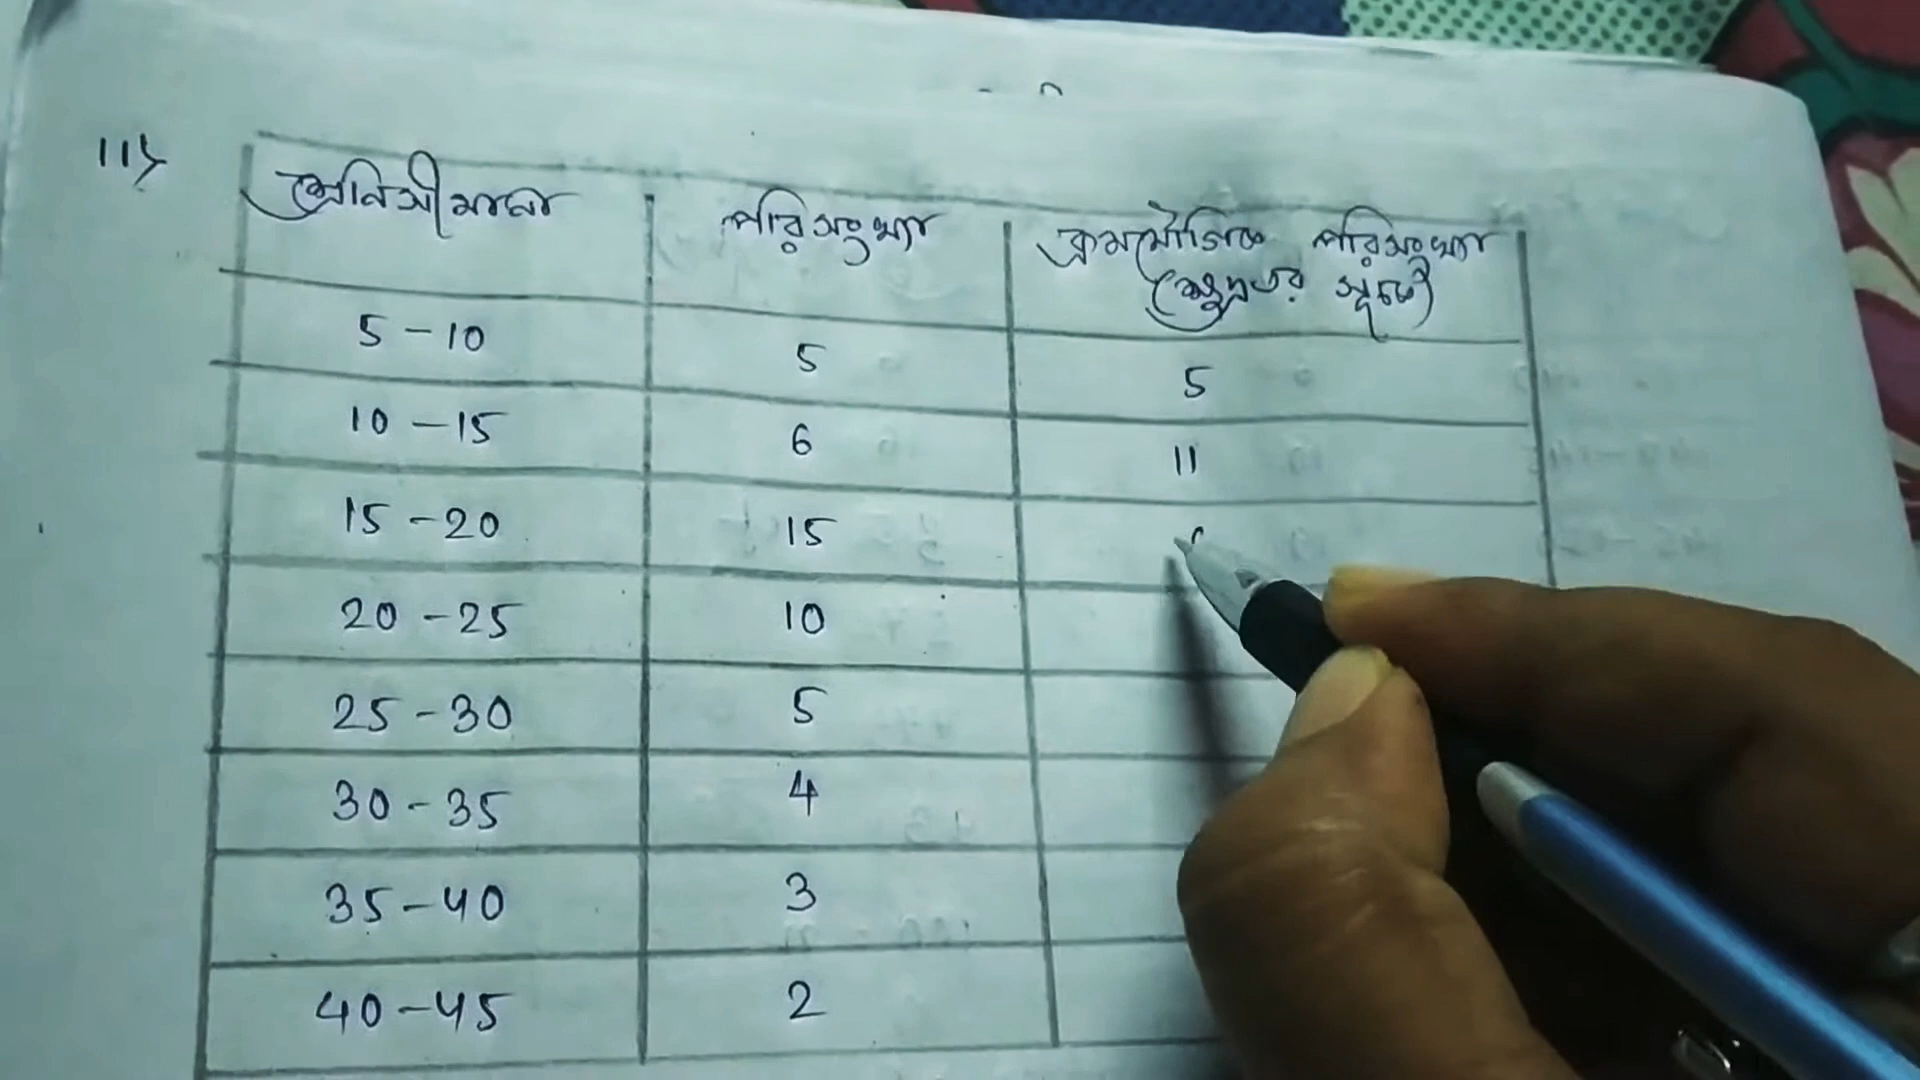 11>
শ্রেনিসীমানা পরিসংখ্যা ক্রমযৌগিক পরিসংখ্যা
(ক্ষুদ্রতর সূচক)
5-10 5 5
10-15 6 11
15-20 15
20-25 10
25-30 5
30-35 4
35-40 3
40-45 2